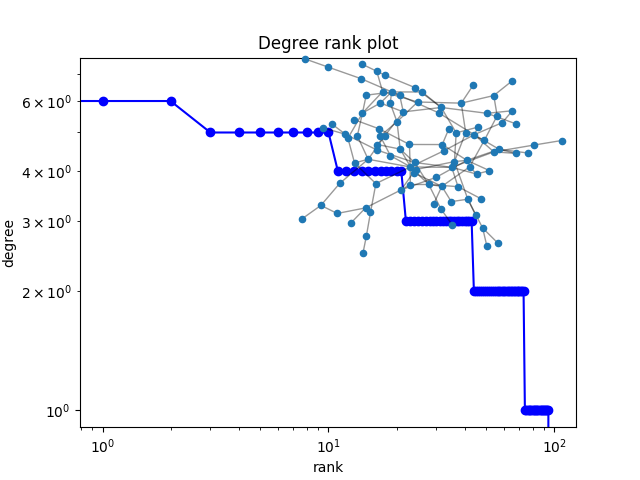 Degree rank plot
degree
6 × 10⁰
4 × 10⁰
3 × 10⁰
2 × 10⁰
10⁰
10⁰ 10¹ 10²
rank